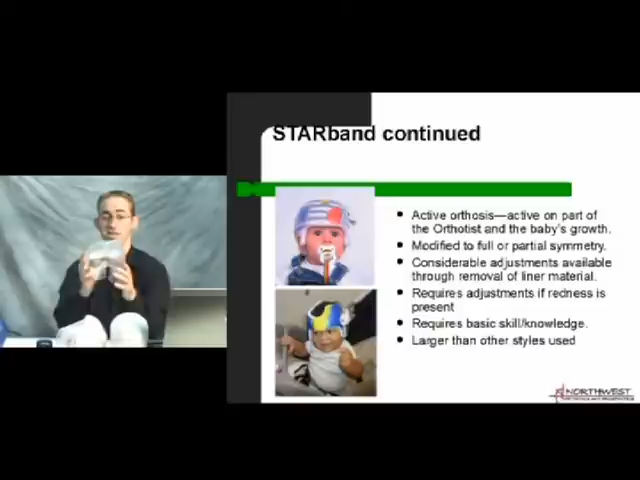 STARband continued
Active orthosis—active on part of
the Orthotist and the baby's growth.
Modified to full or partial symmetry.
Considerable adjustments available
through removal of liner material.
Requires adjustments if redness is
present
Requires basic skill/knowledge.
Larger than other styles used
NORTHWEST